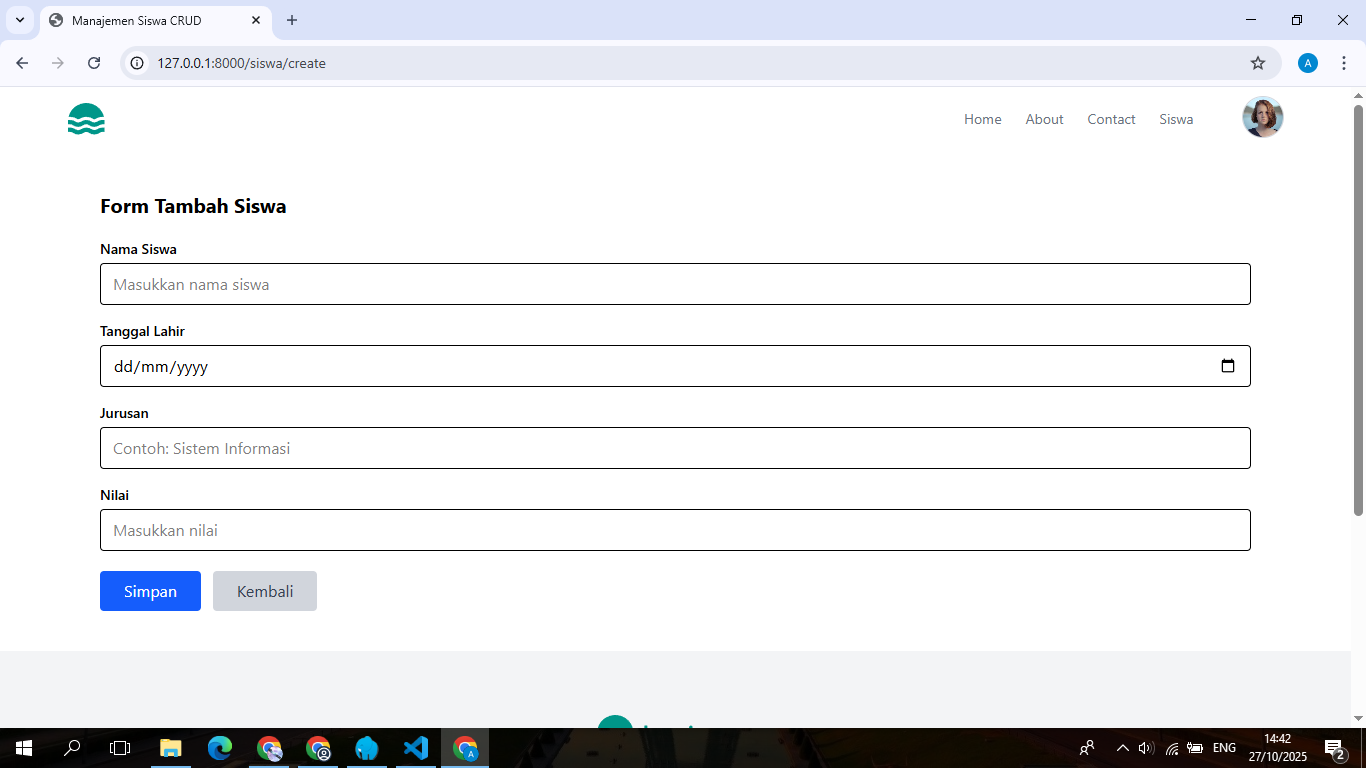 Manajemen Siswa CRUD
127.0.0.1:8000/siswa/create
A
Home About Contact Siswa
Form Tambah Siswa
Nama Siswa
Masukkan nama siswa
Tanggal Lahir
dd/mm/yyyy
Jurusan
Contoh: Sistem Informasi
Nilai
Masukkan nilai
Simpan Kembali
A
ENG
14:42
27/10/2025
2